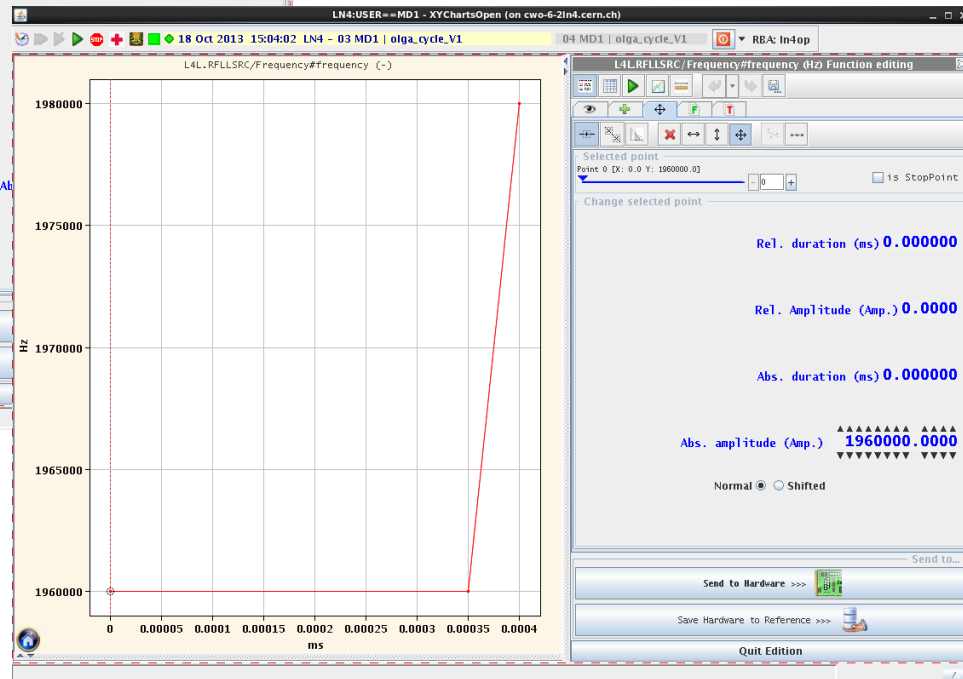 LN4:USER==MD1 - XYChartsOpen (on cwo-6-2ln4.cern.ch)
STOP
18 Oct 2013 15:04:02 LN4 - 03 MD1 | olga_cycle_V1
04 MD1 | olga_cycle_V1
RBA: ln4op
L4L.RFLLSRC/Frequency#frequency (-)
1980000
1975000
1970000
1965000
1960000
Hz
0 0.00005 0.0001 0.00015 0.0002 0.00025 0.0003 0.00035 0.0004
ms
Ab
L4L.RFLLSRC/Frequency#frequency (Hz) Function editing
F T
Selected point
Point 0 [X: 0.0 Y: 1960000.0]
- 0 +
is StopPoint
Change selected point
Rel. duration (ms) 0.000000
Rel. Amplitude (Amp.) 0.0000
Abs. duration (ms) 0.000000
Abs. amplitude (Amp.) 1960000.0000
Normal Shifted
Send to...
Send to Hardware >>>
Save Hardware to Reference >>>
Quit Edition